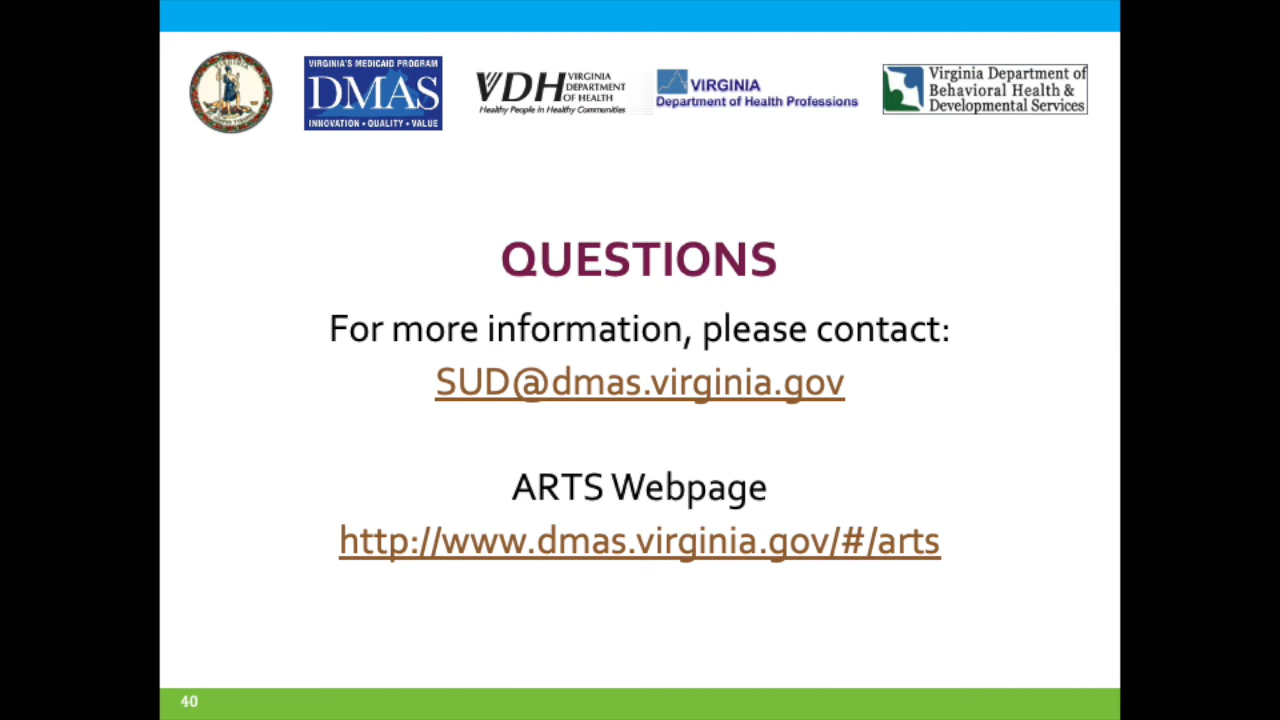 VIRGINIA
VIRGINIA'S MEDICAID PROGRAM
DMAS
INNOVATION • QUALITY • VALUE
VDH VIRGINIA
DEPARTMENT
OF HEALTH
Healthy People in Healthy Communities
VIRGINIA
Department of Health Professions
Virginia Department of
Behavioral Health &
Developmental Services
QUESTIONS
For more information, please contact:
SUD@dmas.virginia.gov
ARTS Webpage
http://www.dmas.virginia.gov/#/arts
40